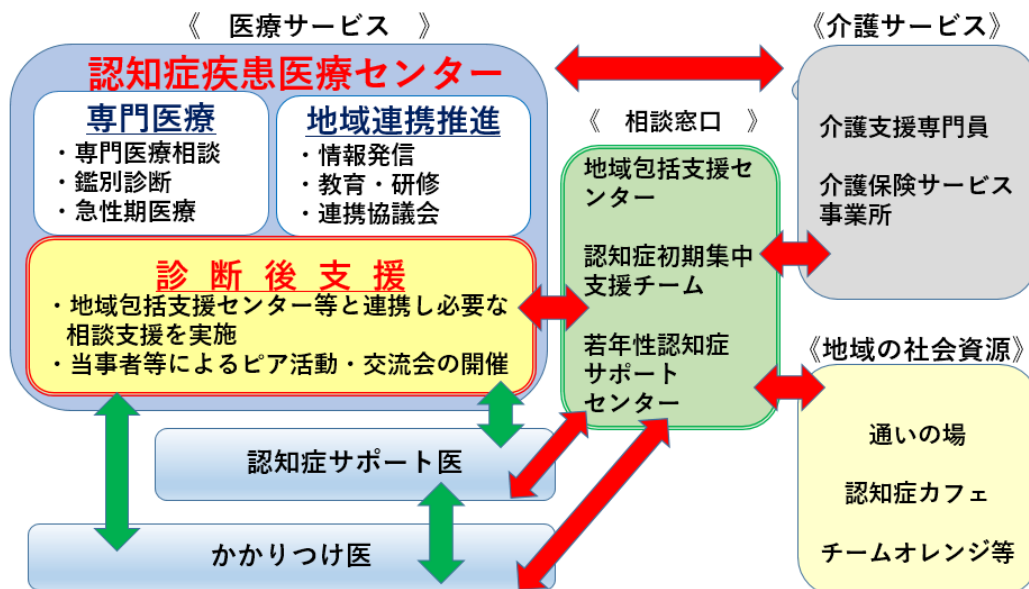 《 医療サービス 》
認知症疾患医療センター
専門医療
・専門医療相談
・鑑別診断
・急性期医療
地域連携推進
・情報発信
・教育・研修
・連携協議会
診断後支援
・地域包括支援センター等と連携し必要な
相談支援を実施
・当事者等によるピア活動・交流会の開催
認知症サポート医
かかりつけ医
《 相談窓口 》
地域包括支援セ
ンター
認知症初期集中
支援チーム
若年性認知症
サポート
センター
《介護サービス》
介護支援専門員
介護保険サービス
事業所
《地域の社会資源》
通いの場
認知症カフェ
チームオレンジ等